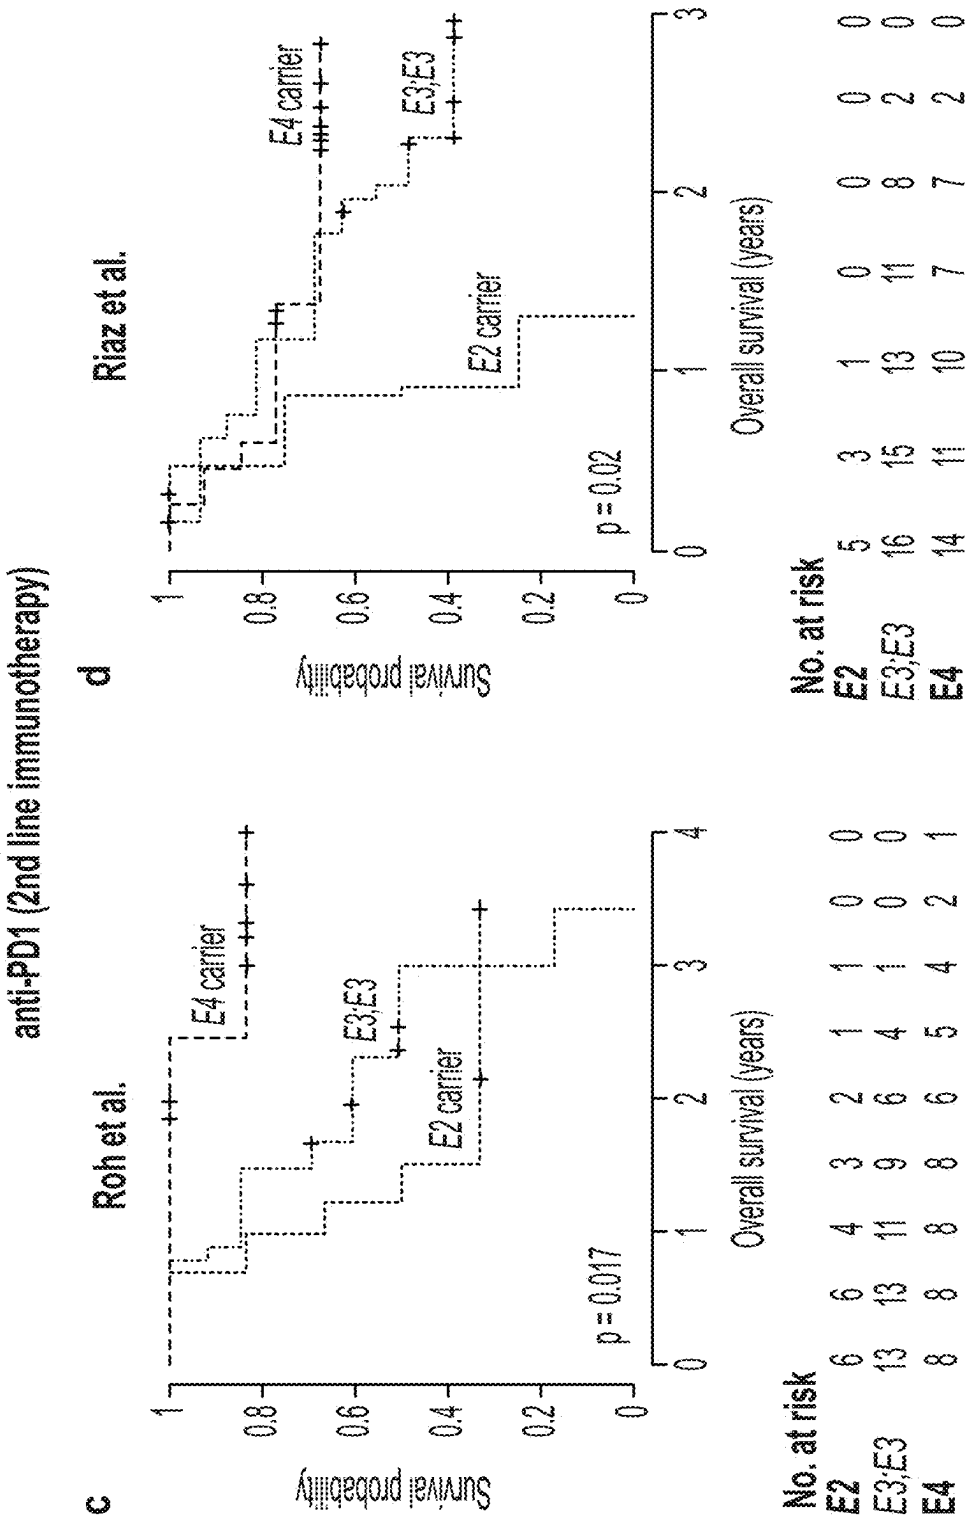 anti-PD1 (2nd line immunotherapy)
c
Roh et al.
Survival probability
1
0.8
0.6
0.4
0.2
0
E4 carrier
E3;E3
E2 carrier
p = 0.017
0 1 2 3 4
Overall survival (years)
No. at risk
E2 6 6 4 3 2 1 1 0 0
E3;E3 13 13 11 9 6 4 1 0 0
E4 8 8 8 8 6 5 4 2 1
d
Riaz et al.
Survival probability
1
0.8
0.6
0.4
0.2
0
E4 carrier
E3;E3
E2 carrier
p = 0.02
0 1 2 3
Overall survival (years)
No. at risk
E2 5 3 1 0 0 0 0
E3;E3 16 15 13 11 8 2 0
E4 14 11 10 7 7 2 0